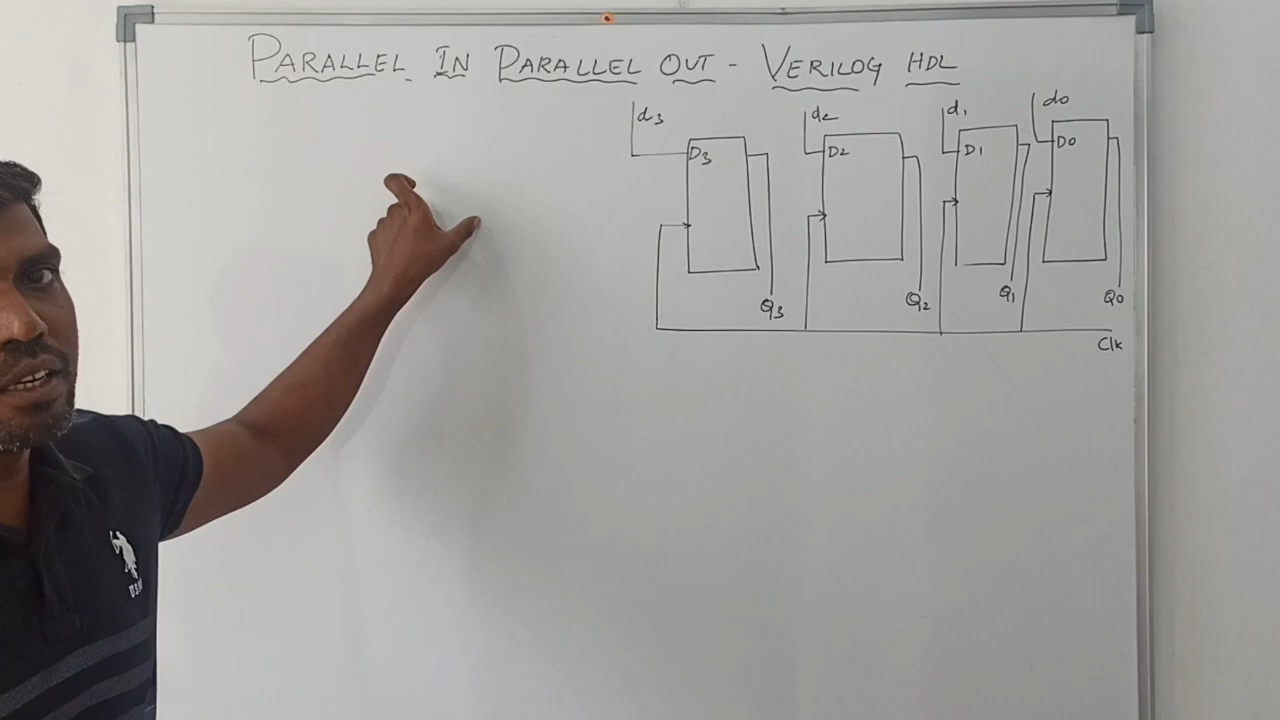 PARALLEL IN PARALLEL OUT - VERILOG HDL
d3 d2 d1 d0
D3 D2 D1 D0
Q3 Q2 Q1 Q0
Clk